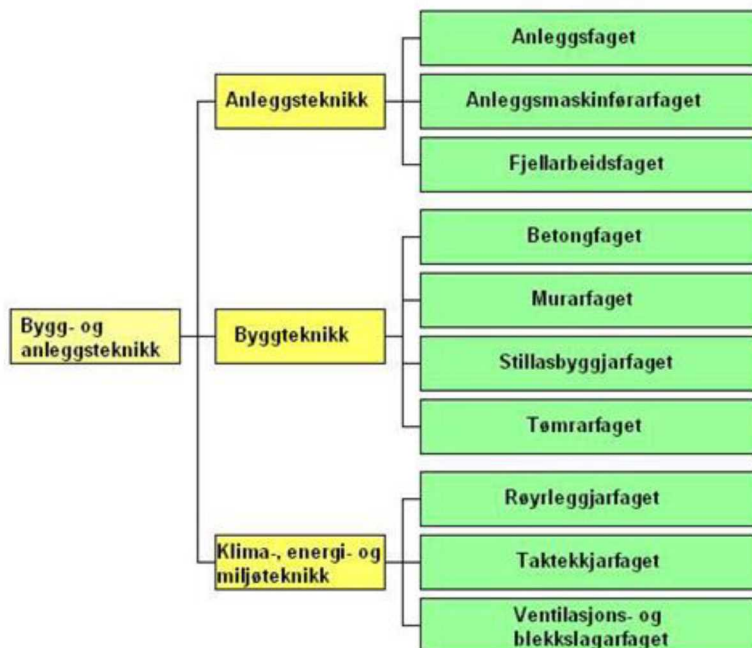 Bygg- og
anleggsteknikk
Anleggsteknikk
Anleggsfaget
Anleggsmaskinførarfaget
Fjellarbeidsfaget
Byggteknikk
Betongfaget
Murarfaget
Stillasbyggjarfaget
Tømrarfaget
Klima-, energi- og
miljøteknikk
Røyrleggjarfaget
Taktekkjarfaget
Ventilasjons- og
blekkslagarfaget